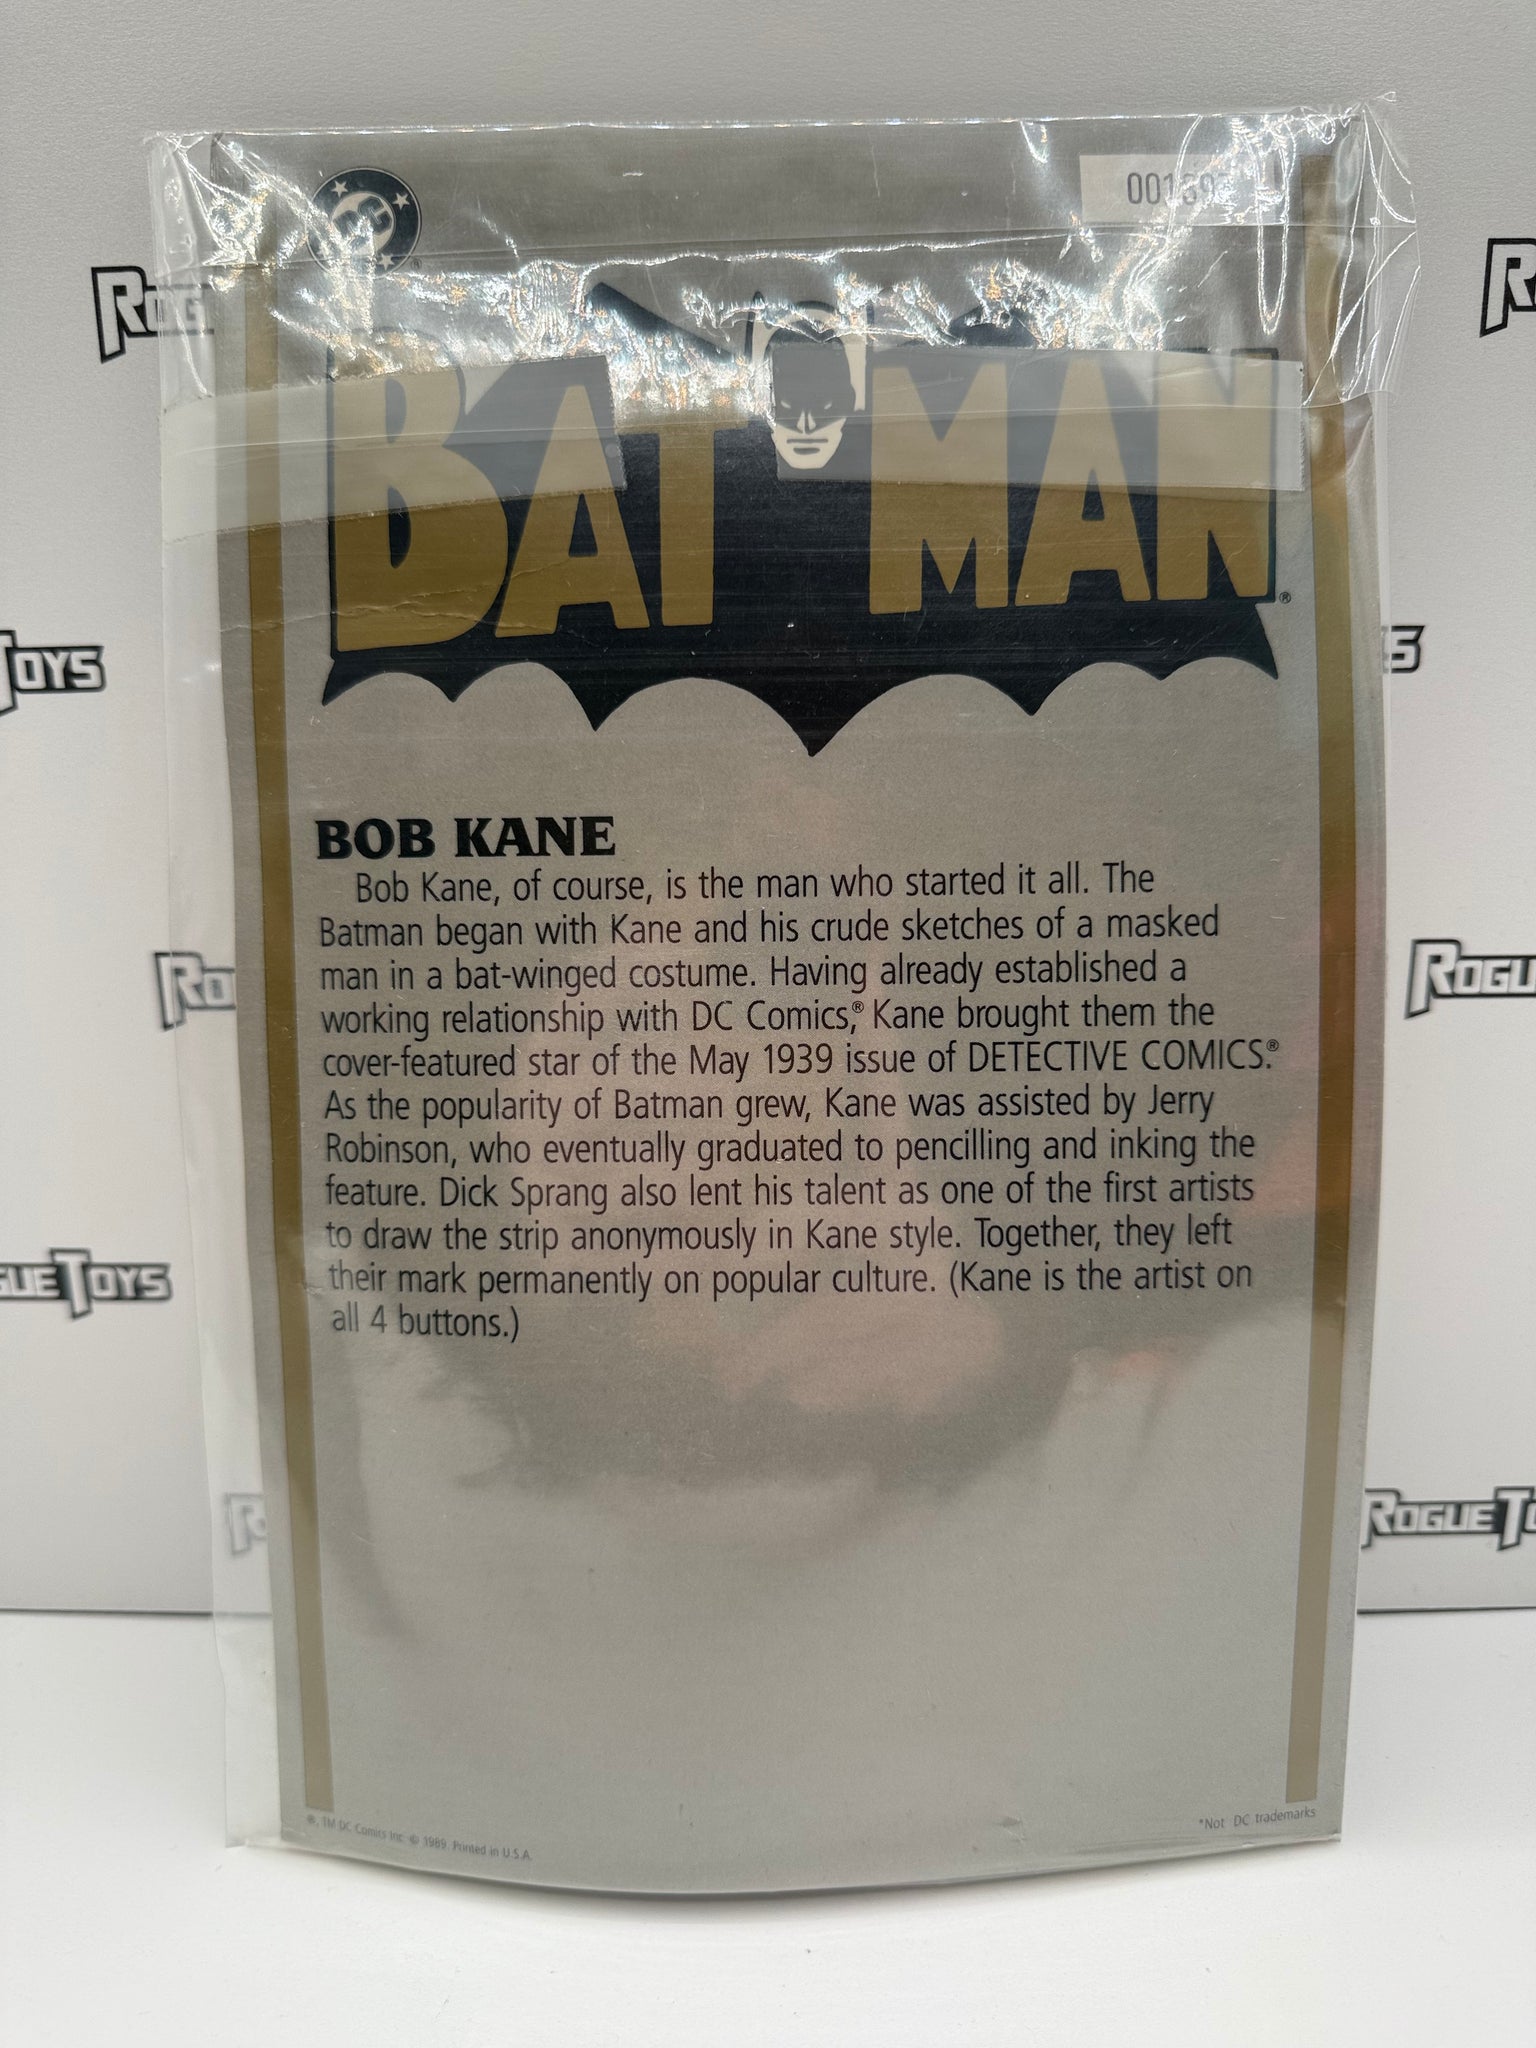 DC
BATMAN®
BOB KANE
Bob Kane, of course, is the man who started it all. The
Batman began with Kane and his crude sketches of a masked
man in a bat-winged costume. Having already established a
working relationship with DC Comics,® Kane brought them the
cover-featured star of the May 1939 issue of DETECTIVE COMICS.®
As the popularity of Batman grew, Kane was assisted by Jerry
Robinson, who eventually graduated to pencilling and inking the
feature. Dick Sprang also lent his talent as one of the first artists
to draw the strip anonymously in Kane style. Together, they left
their mark permanently on popular culture. (Kane is the artist on
all 4 buttons.)
®, TM DC Comics Inc. © 1989. Printed in U.S.A.
*Not DC trademarks
ROGUE TOYS